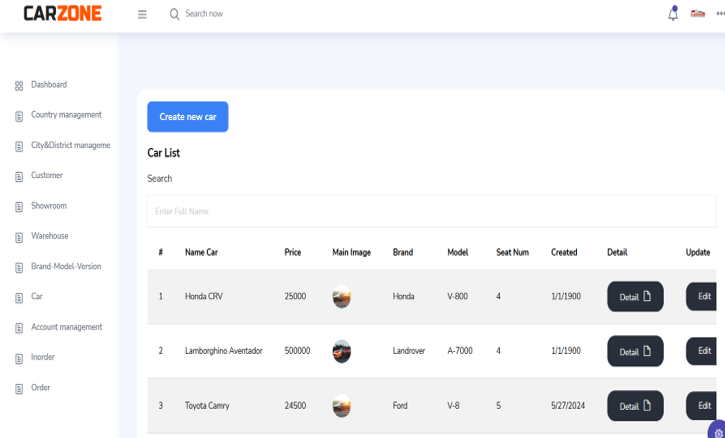 CARZONE
Search now
Dashboard
Country management
City&District manageme
Customer
Showroom
Warehouse
Brand-Model-Version
Car
Account management
Inorder
Order
Create new car
Car List
Search
Enter Full Name
# Name Car Price Main Image Brand Model Seat Num Created Detail Update
1 Honda CRV 25000 Honda V-800 4 1/1/1900 Detail Edit
2 Lamborghino Aventador 500000 Landrover A-7000 4 1/1/1900 Detail Edit
3 Toyota Camry 24500 Ford V-8 5 5/27/2024 Detail Edit